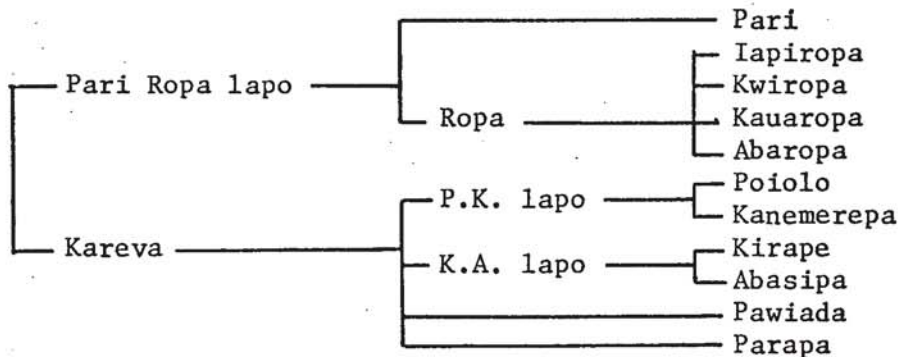 Pari
Iapiropa
Pari Ropa lapo
Kwiropa
Ropa
Kauaropa
Abaropa
Poiolo
P.K. lapo
Kanemerepa
Kareva
Kirape
K.A. lapo
Abasipa
Pawiada
Parapa